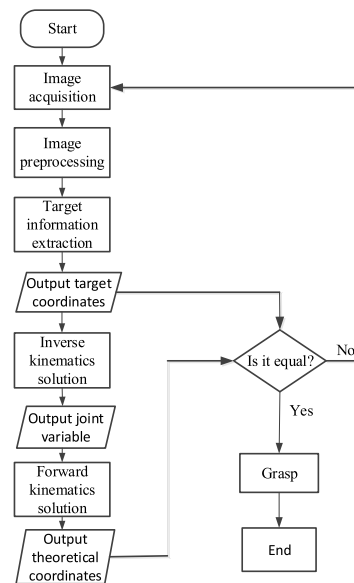 Start
Image
acquisition
Image
preprocessing
Target
information
extraction
Output target
coordinates
Inverse
kinematics
solution
Output joint
variable
Forward
kinematics
solution
Output
theoretical
coordinates
Is it equal?
No
Yes
Grasp
End